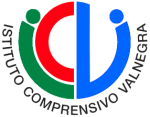 ISTITUTO COMPRENSIVO VALNEGRA